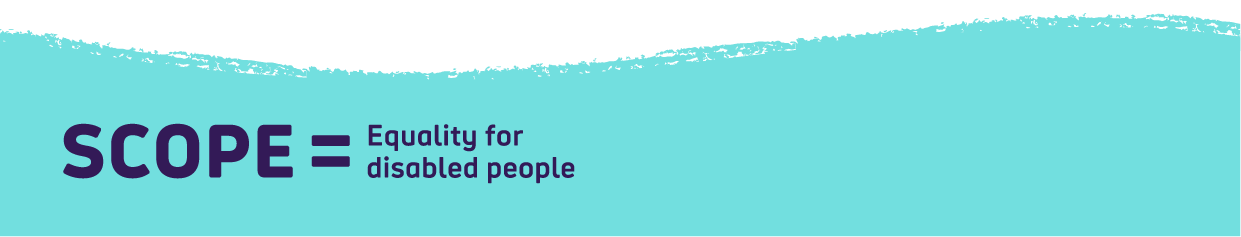 SCOPE =
Equality for
disabled people